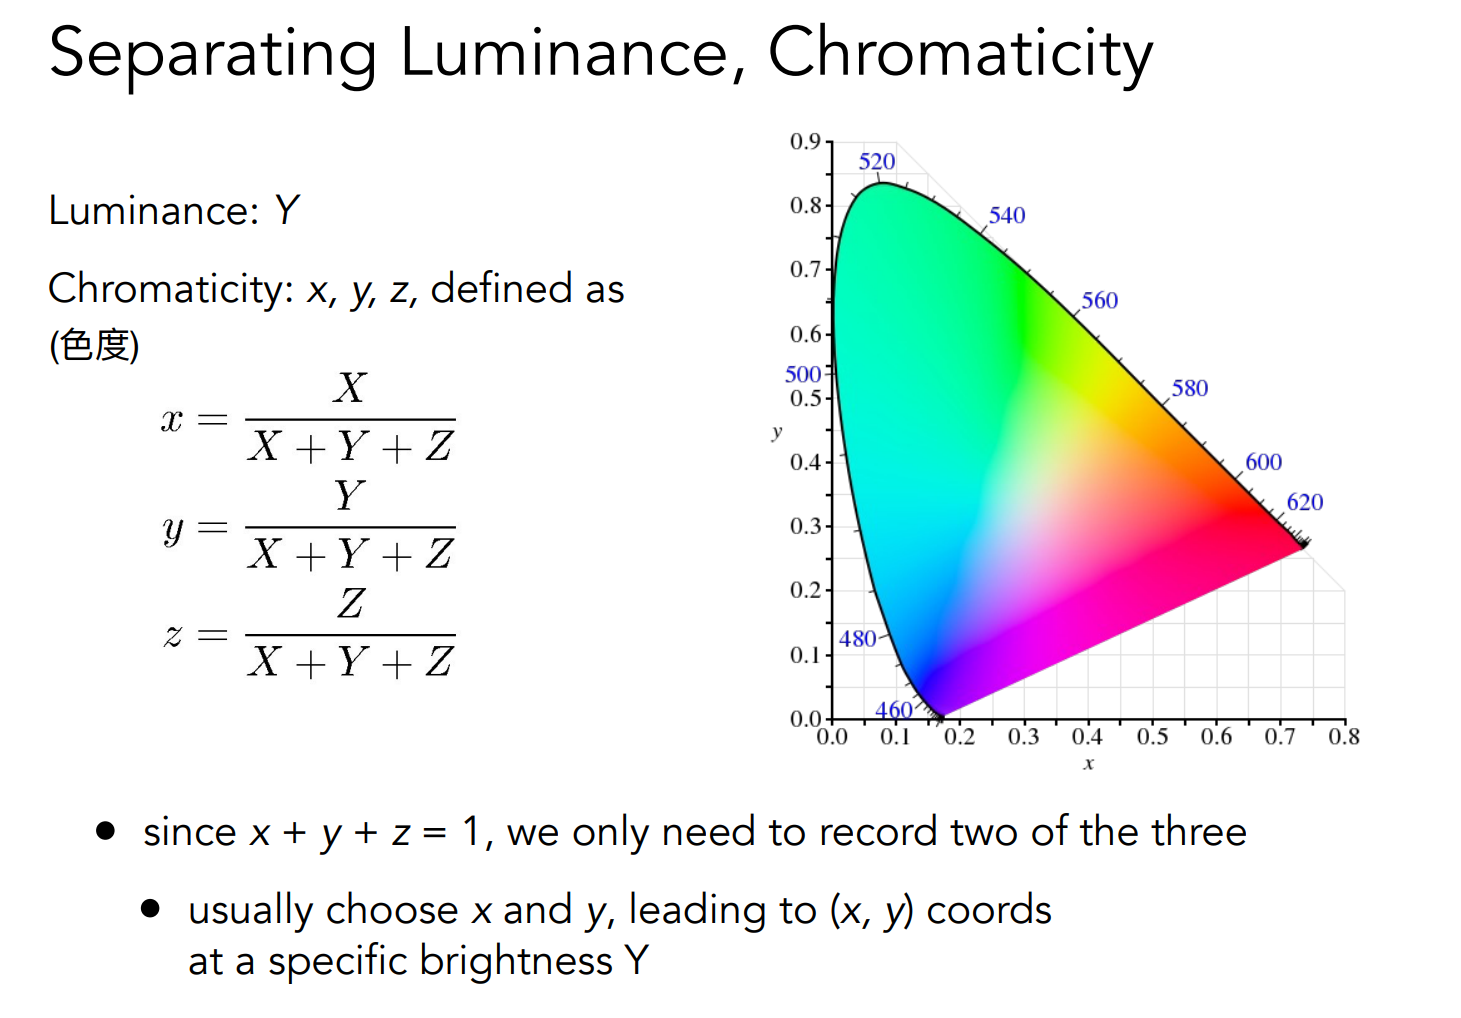 Separating Luminance, Chromaticity
Luminance: Y
Chromaticity: x, y, z, defined as
(色度)
x = X / (X + Y + Z)
y = Y / (X + Y + Z)
z = Z / (X + Y + Z)
0.9
520
0.8
540
0.7
560
0.6
500
580
0.5
y
0.4
600
620
0.3
0.2
480
0.1
460
0.0
0.0 0.1 0.2 0.3 0.4 0.5 0.6 0.7 0.8
x
● since x + y + z = 1, we only need to record two of the three
● usually choose x and y, leading to (x, y) coords
at a specific brightness Y